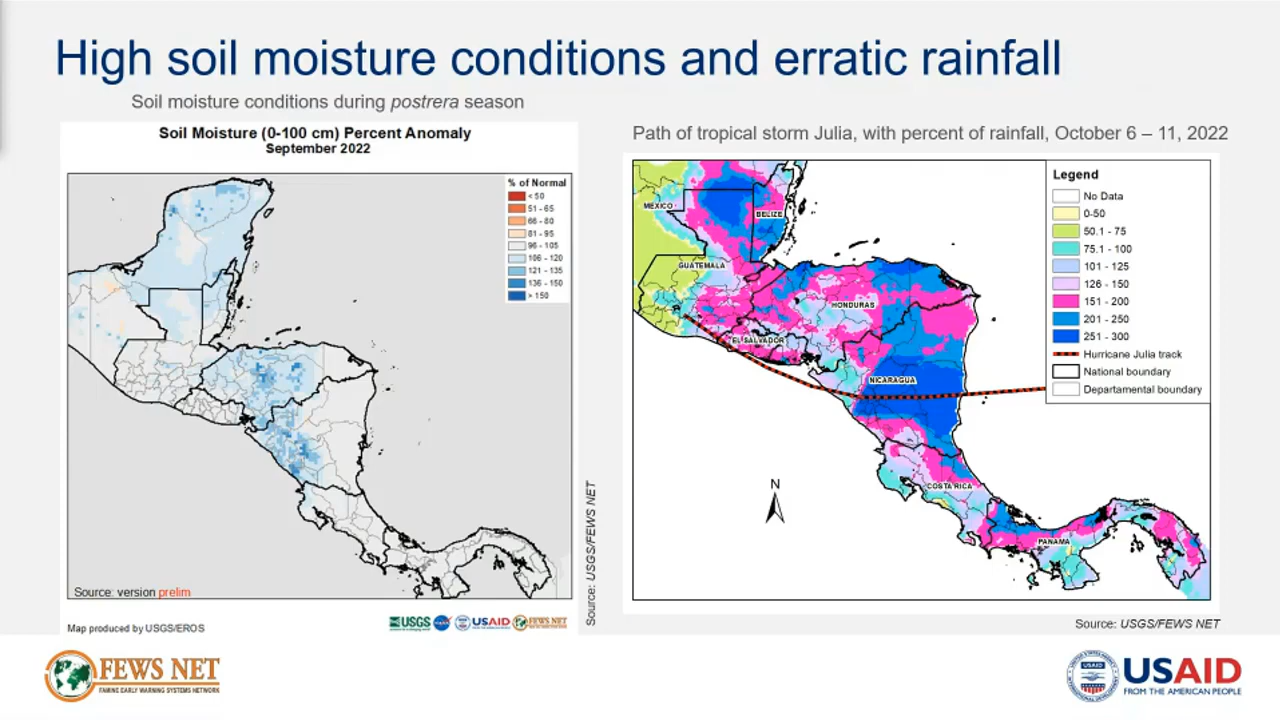 High soil moisture conditions and erratic rainfall
Soil moisture conditions during postrera season
Soil Moisture (0-100 cm) Percent Anomaly
September 2022
% of Normal
< 50
51 - 65
66 - 80
81 - 95
96 - 105
106 - 120
121 - 135
136 - 150
> 150
Source: version prelim
Map produced by USGS/EROS
USGS
USAID
FEWS NET
Source: USGS/FEWS NET
Path of tropical storm Julia, with percent of rainfall, October 6 – 11, 2022
MEXICO
BELIZE
GUATEMALA
HONDURAS
EL SALVADOR
NICARAGUA
COSTA RICA
PANAMA
N
Legend
No Data
0-50
50.1 - 75
75.1 - 100
101 - 125
126 - 150
151 - 200
201 - 250
251 - 300
Hurricane Julia track
National boundary
Departmental boundary
Source: USGS/FEWS NET
FEWS NET
FAMINE EARLY WARNING SYSTEMS NETWORK
USAID
USAID
FROM THE AMERICAN PEOPLE